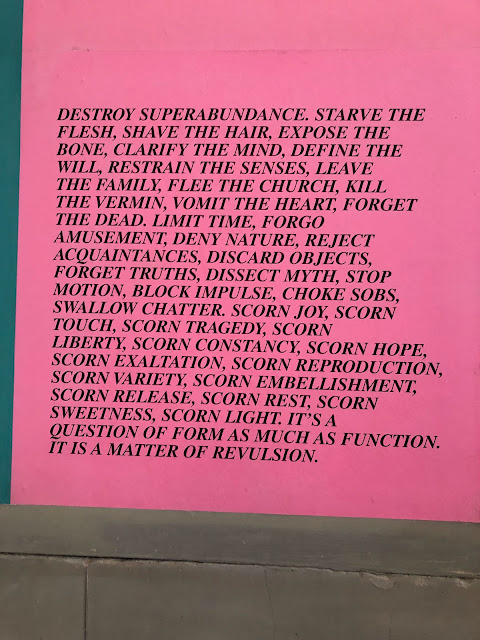 DESTROY SUPERABUNDANCE. STARVE THE
FLESH, SHAVE THE HAIR, EXPOSE THE
BONE, CLARIFY THE MIND, DEFINE THE
WILL, RESTRAIN THE SENSES, LEAVE
THE FAMILY, FLEE THE CHURCH, KILL
THE VERMIN, VOMIT THE HEART, FORGET
THE DEAD. LIMIT TIME, FORGO
AMUSEMENT, DENY NATURE, REJECT
ACQUAINTANCES, DISCARD OBJECTS,
FORGET TRUTHS, DISSECT MYTH, STOP
MOTION, BLOCK IMPULSE, CHOKE SOBS,
SWALLOW CHATTER. SCORN JOY, SCORN
TOUCH, SCORN TRAGEDY, SCORN
LIBERTY, SCORN CONSTANCY, SCORN HOPE,
SCORN EXALTATION, SCORN REPRODUCTION,
SCORN VARIETY, SCORN EMBELLISHMENT,
SCORN RELEASE, SCORN REST, SCORN
SWEETNESS, SCORN LIGHT. IT'S A
QUESTION OF FORM AS MUCH AS FUNCTION.
IT IS A MATTER OF REVULSION.